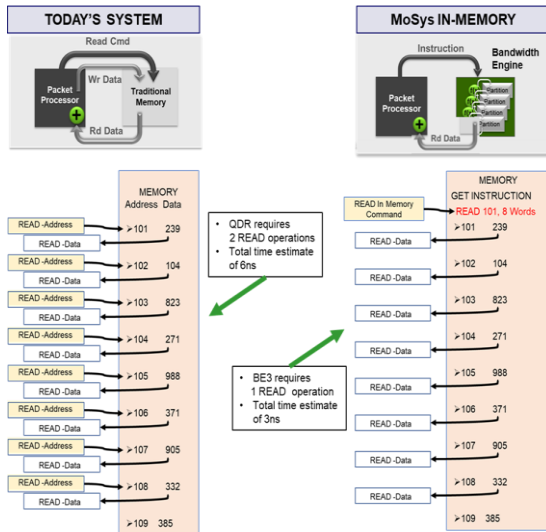 TODAY'S SYSTEM
Read Cmd
Wr Data
Packet
Processor
Traditional
Memory
Rd Data
MEMORY
Address Data
READ -Address
101 239
READ -Data
READ -Address
102 104
READ -Data
READ -Address
103 823
READ -Data
READ -Address
104 271
READ -Data
READ -Address
105 988
READ -Data
READ -Address
106 371
READ -Data
READ -Address
107 905
READ -Data
READ -Address
108 332
READ -Data
109 385
• QDR requires
2 READ operations
• Total time estimate
of 6ns
• BE3 requires
1 READ operation
• Total time estimate
of 3ns
MoSys IN-MEMORY
Instruction
Bandwidth
Engine
Packet
Processor
Partition
Partition
Partition
Partition
Rd Data
MEMORY
GET INSTRUCTION
READ In Memory
Command
READ 101, 8 Words
101 239
READ -Data
102 104
READ -Data
103 823
READ -Data
104 271
READ -Data
105 988
READ -Data
106 371
READ -Data
107 905
READ -Data
108 332
READ -Data
109 385